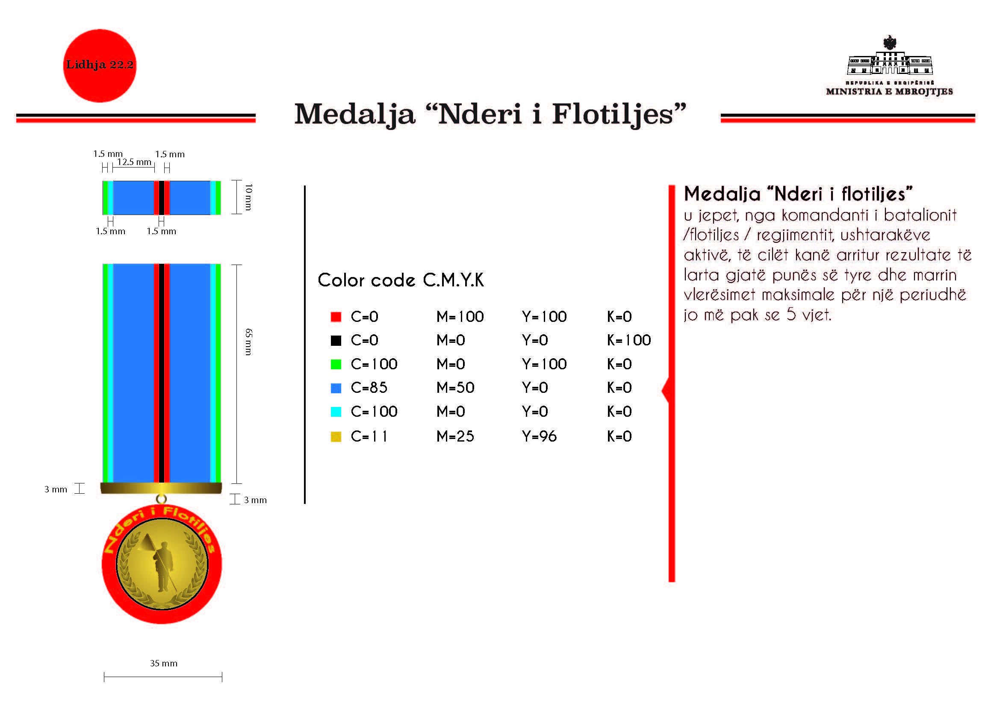 Lidhja 22.2
REPUBLIKA E SHQIPËRISË
MINISTRIA E MBROJTJES
Medalja “Nderi i Flotiljes”
1.5 mm
1.5 mm
12.5 mm
10 mm
1.5 mm
1.5 mm
65 mm
3 mm
3 mm
Nderi i Flotiljes
35 mm
Color code C.M.Y.K
C=0 M=100 Y=100 K=0
C=0 M=0 Y=0 K=100
C=100 M=0 Y=100 K=0
C=85 M=50 Y=0 K=0
C=100 M=0 Y=0 K=0
C=11 M=25 Y=96 K=0
Medalja “Nderi i flotiljes”
u jepet, nga komandanti i batalionit
/flotiljes / regjimentit, ushtarakëve
aktivë, të cilët kanë arritur rezultate të
larta gjatë punës së tyre dhe marrin
vlerësimet maksimale për një periudhë
jo më pak se 5 vjet.